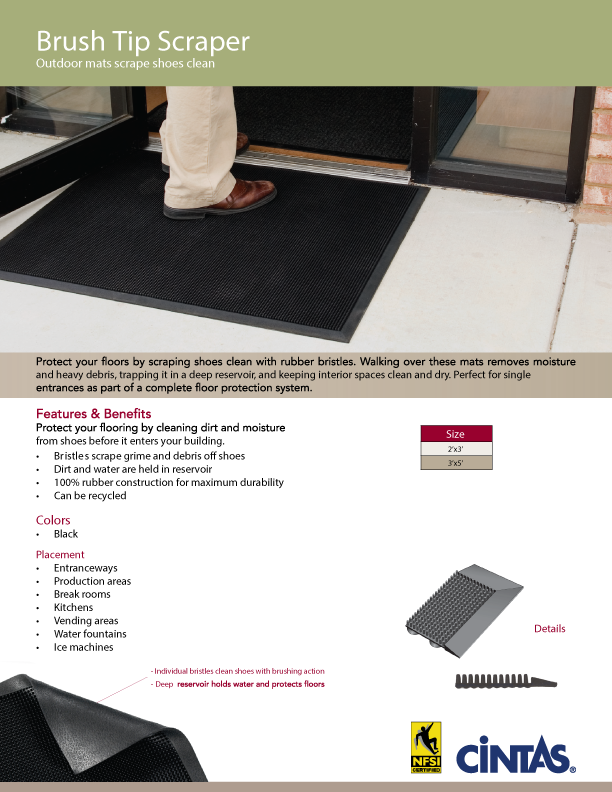 Brush Tip Scraper
Outdoor mats scrape shoes clean
Protect your floors by scraping shoes clean with rubber bristles. Walking over these mats removes moisture
and heavy debris, trapping it in a deep reservoir, and keeping interior spaces clean and dry. Perfect for single
entrances as part of a complete floor protection system.
Features & Benefits
Protect your flooring by cleaning dirt and moisture
from shoes before it enters your building.
• Bristles scrape grime and debris off shoes
• Dirt and water are held in reservoir
• 100% rubber construction for maximum durability
• Can be recycled
Size
2'x3'
3'x5'
Colors
• Black
Placement
• Entranceways
• Production areas
• Break rooms
• Kitchens
• Vending areas
• Water fountains
• Ice machines
Details
- Individual bristles clean shoes with brushing action
- Deep reservoir holds water and protects floors
NFSI
CERTIFIED
CINTAS®